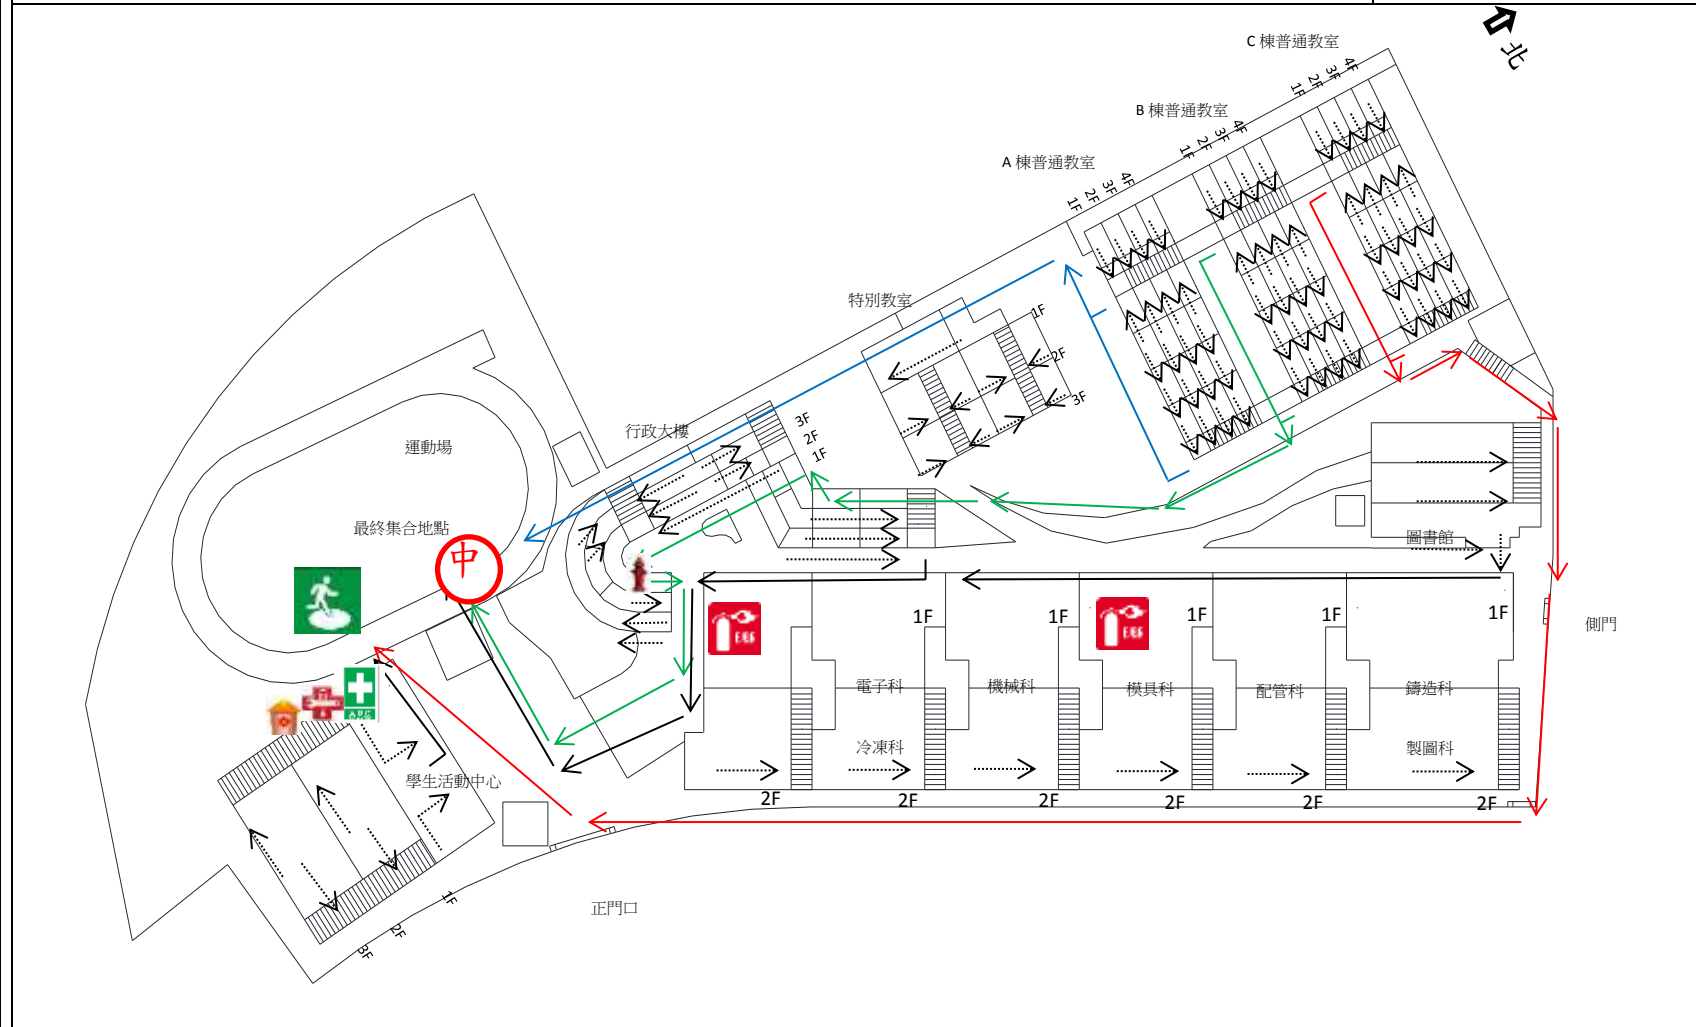 北
C 棟普通教室
1F
2F
3F
4F
B 棟普通教室
1F
2F
3F
4F
A 棟普通教室
1F
2F
3F
4F
特別教室
1F
2F
3F
行政大樓
3F
2F
1F
運動場
最終集合地點
中
圖書館
側門
1F
1F
1F
1F
1F
電子科
機械科
模具科
配管科
鑄造科
冷凍科
製圖科
2F
2F
2F
2F
2F
2F
學生活動中心
1F
2F
3F
正門口